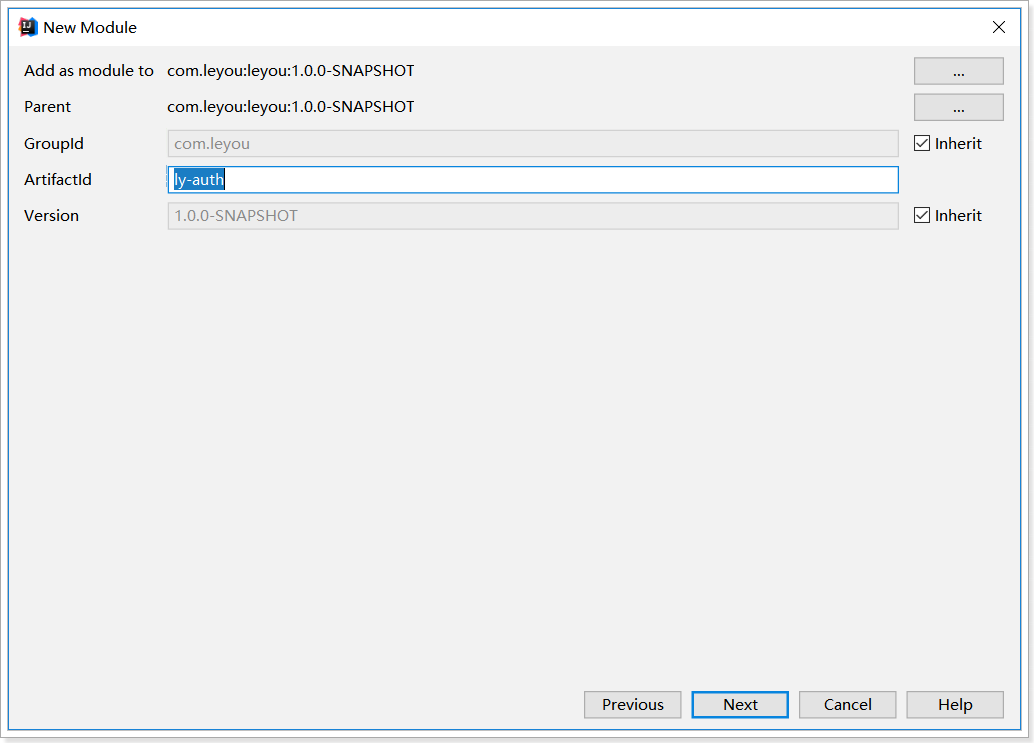 New Module
Add as module to com.leyou:leyou:1.0.0-SNAPSHOT ...
Parent com.leyou:leyou:1.0.0-SNAPSHOT ...
GroupId com.leyou Inherit
ArtifactId ly-auth
Version 1.0.0-SNAPSHOT Inherit
Previous Next Cancel Help